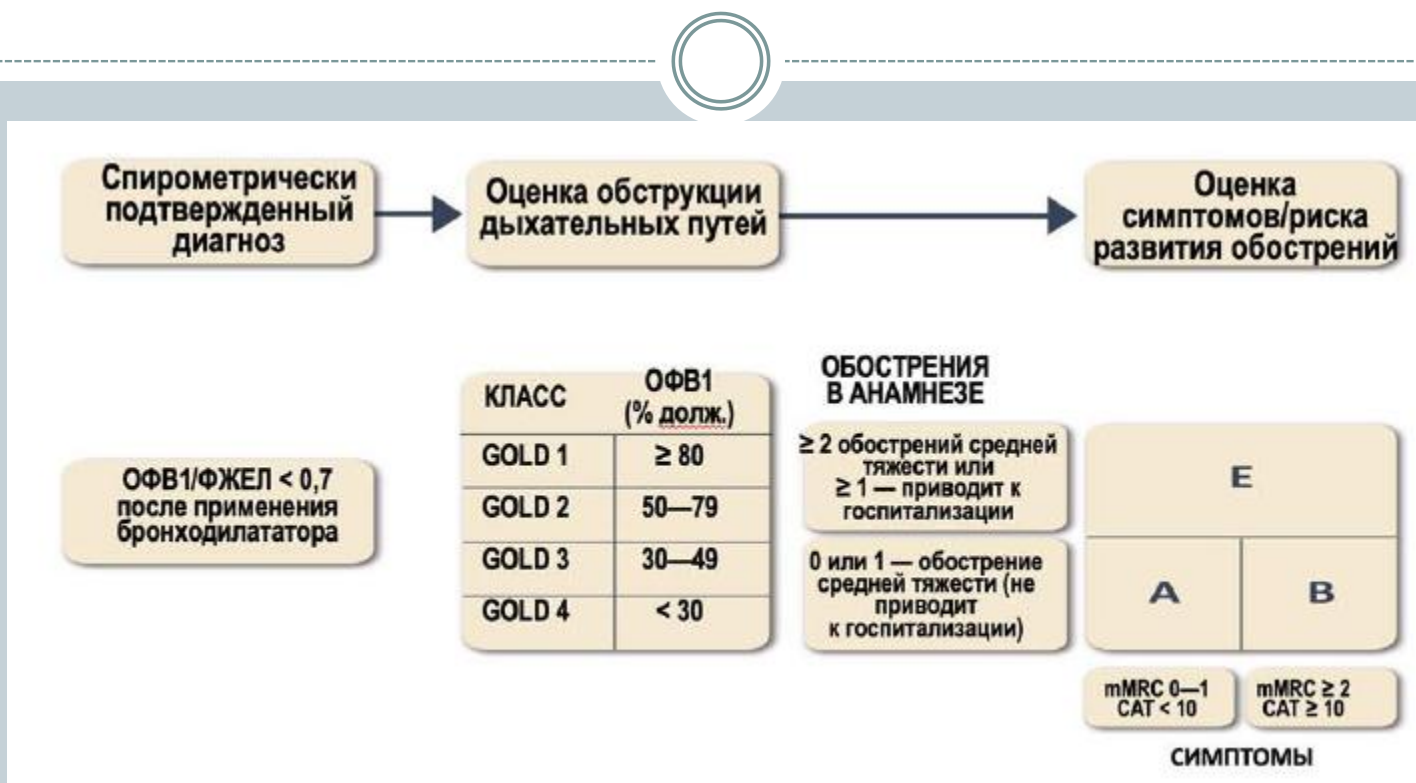 Спирометрически
подтвержденный
диагноз
Оценка обструкции
дыхательных путей
Оценка
симптомов/риска
развития обострений
ОФВ1/ФЖЕЛ < 0,7
после применения
бронходилататора
КЛАСС ОФВ1
(% долж.)
GOLD 1 ≥ 80
GOLD 2 50—79
GOLD 3 30—49
GOLD 4 < 30
ОБОСТРЕНИЯ
В АНАМНЕЗЕ
≥ 2 обострений средней
тяжести или
≥ 1 — приводит к
госпитализации
0 или 1 — обострение
средней тяжести (не
приводит
к госпитализации)
E
A B
mMRC 0—1
CAT < 10
mMRC ≥ 2
CAT ≥ 10
СИМПТОМЫ